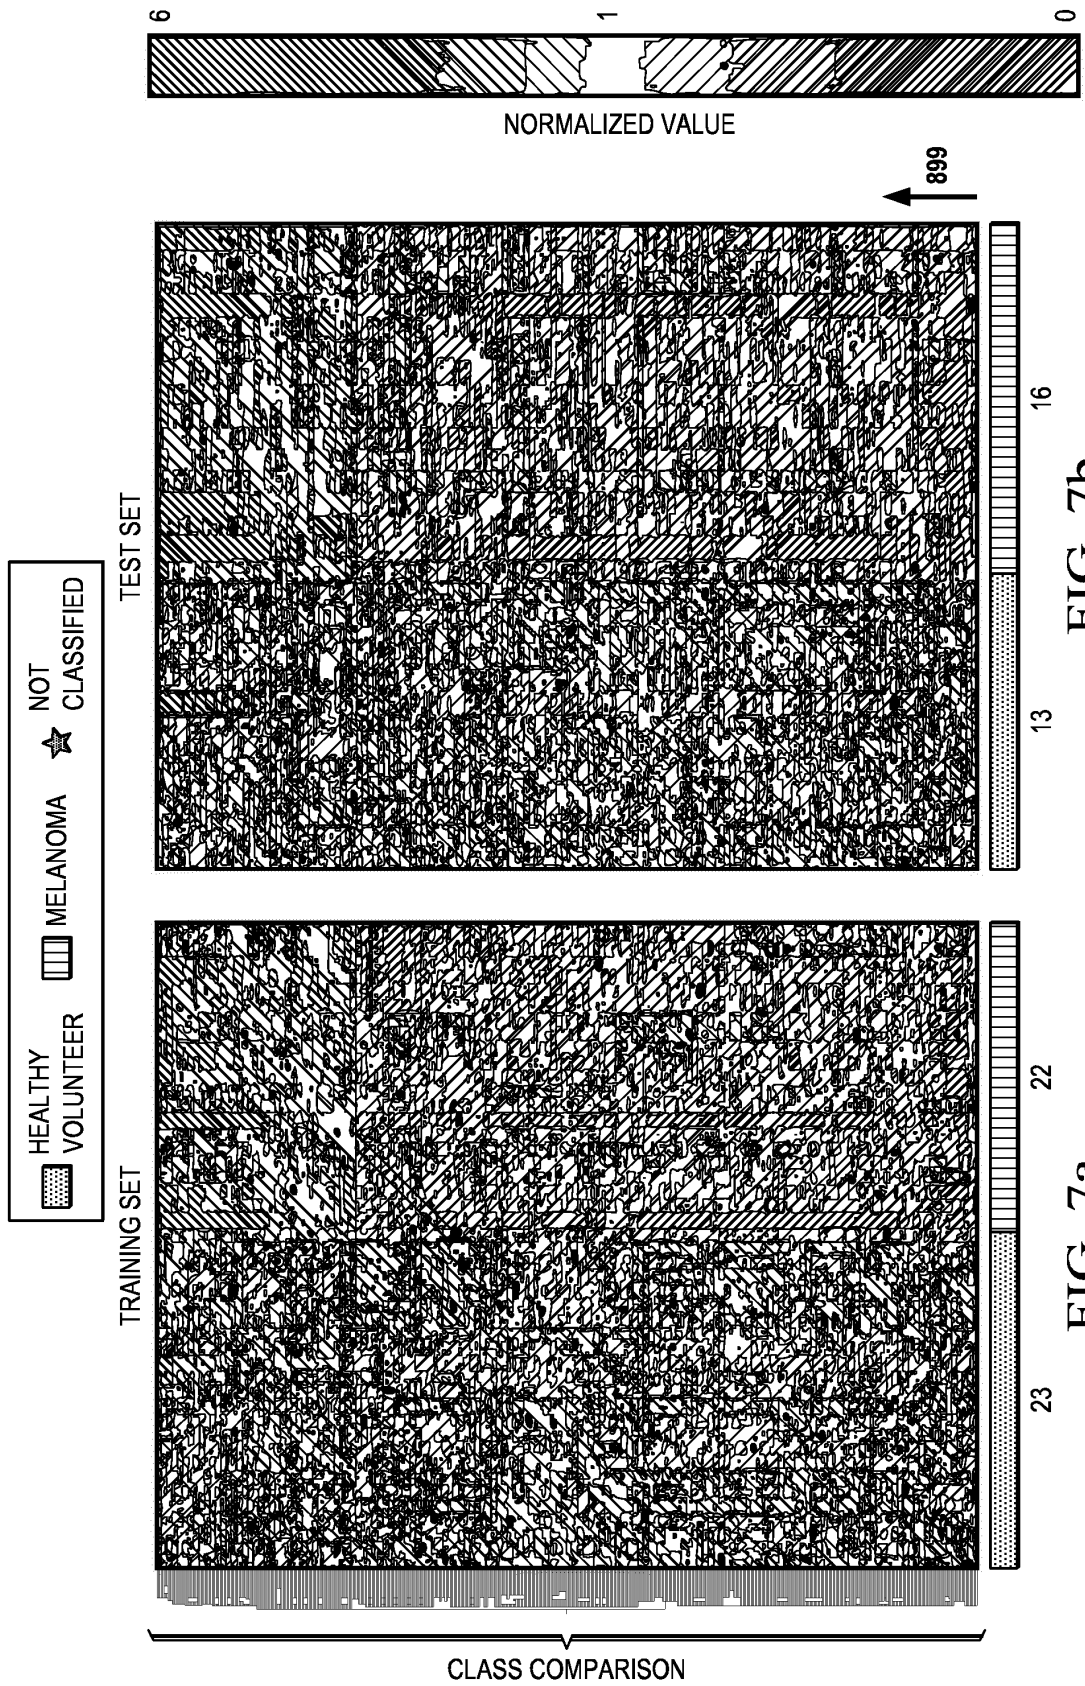 HEALTHY
VOLUNTEER
MELANOMA
NOT
CLASSIFIED
TRAINING SET
TEST SET
CLASS COMPARISON
6
1
0
NORMALIZED VALUE
899
23
22
13
16
FIG. 7a
FIG. 7b